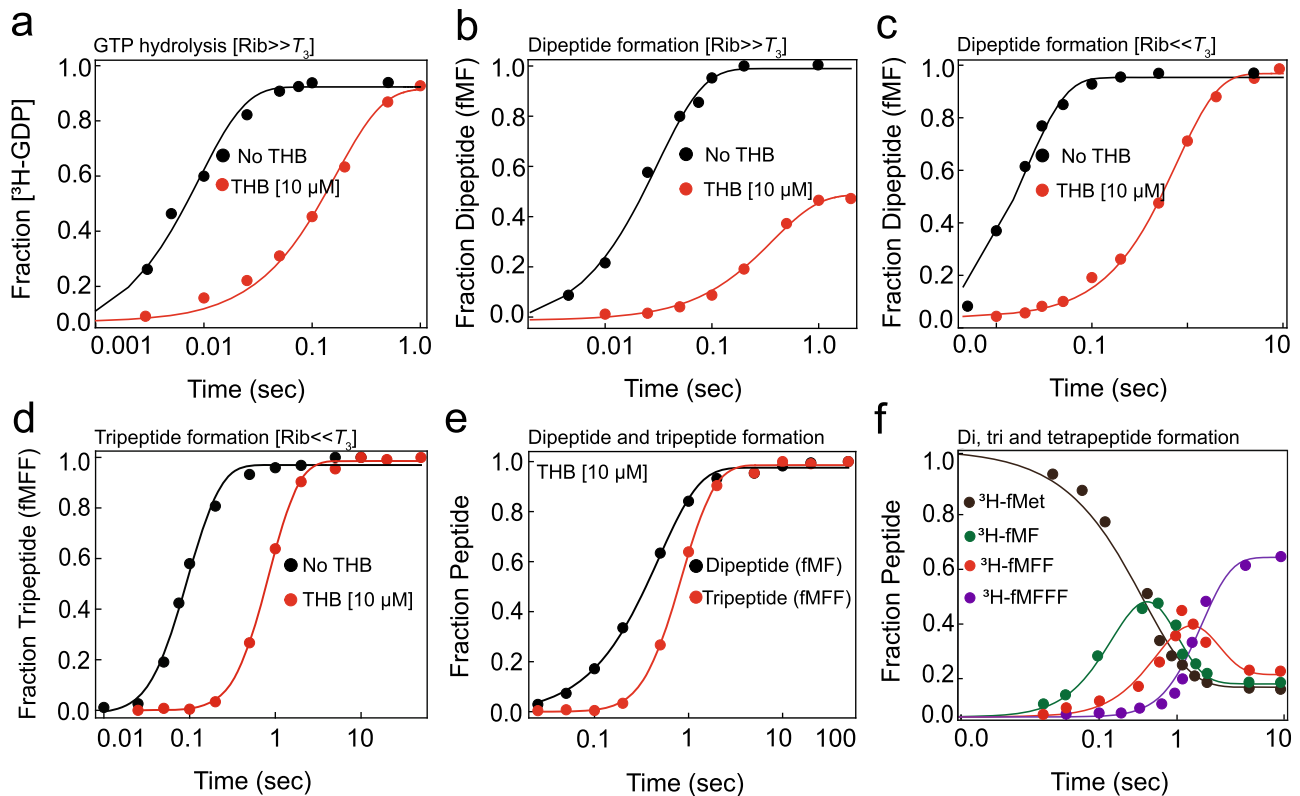 a
GTP hydrolysis [Rib>>T₃]
Fraction [³H-GDP]
1.0
0.8
0.6
0.4
0.2
0.0
No THB
THB [10 µM]
0.001 0.01 0.1 1.0
Time (sec)
b
Dipeptide formation [Rib>>T₃]
Fraction Dipeptide (fMF)
1.0
0.8
0.6
0.4
0.2
0.0
No THB
THB [10 µM]
0.01 0.1 1.0
Time (sec)
c
Dipeptide formation [Rib<<T₃]
Fraction Dipeptide (fMF)
1.0
0.8
0.6
0.4
0.2
0.0
No THB
THB [10 µM]
0.0 0.1 10
Time (sec)
d
Tripeptide formation [Rib<<T₃]
Fraction Tripeptide (fMFF)
1.0
0.8
0.6
0.4
0.2
0.0
No THB
THB [10 µM]
0.01 0.1 1 10
Time (sec)
e
Dipeptide and tripeptide formation
THB [10 µM]
Fraction Peptide
1.0
0.8
0.6
0.4
0.2
0.0
Dipeptide (fMF)
Tripeptide (fMFF)
0.1 1 10 100
Time (sec)
f
Di, tri and tetrapeptide formation
Fraction Peptide
1.0
0.8
0.6
0.4
0.2
0.0
³H-fMet
³H-fMF
³H-fMFF
³H-fMFFF
0.0 0.1 1 10
Time (sec)